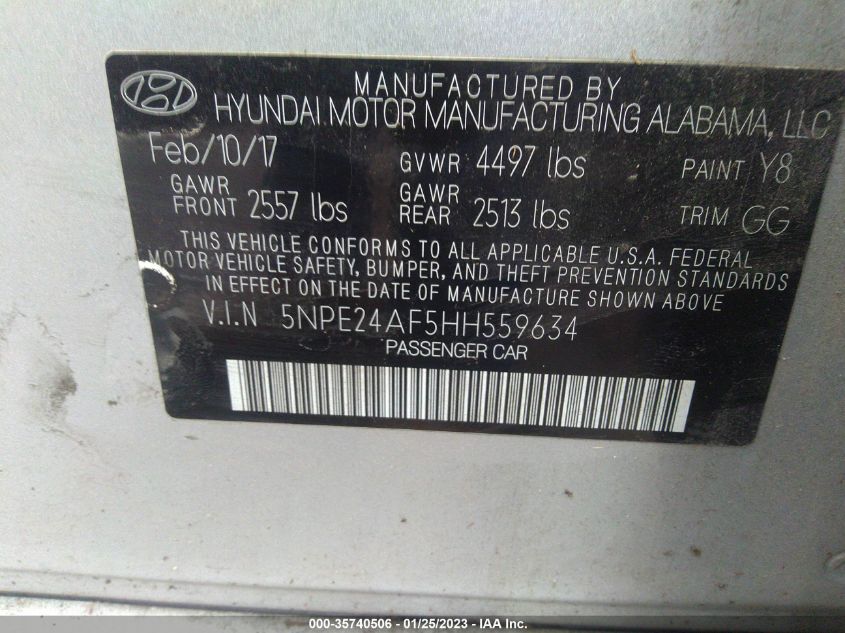 MANUFACTURED BY
HYUNDAI MOTOR MANUFACTURING ALABAMA, LLC
Feb/10/17 GVWR 4497 lbs PAINT Y8
GAWR FRONT 2557 lbs GAWR REAR 2513 lbs TRIM GG
THIS VEHICLE CONFORMS TO ALL APPLICABLE U.S.A. FEDERAL
MOTOR VEHICLE SAFETY, BUMPER, AND THEFT PREVENTION STANDARDS
IN EFFECT ON THE DATE OF MANUFACTURE SHOWN ABOVE
V.I.N 5NPE24AF5HH559634
PASSENGER CAR
000-35740506 - 01/25/2023 - IAA Inc.